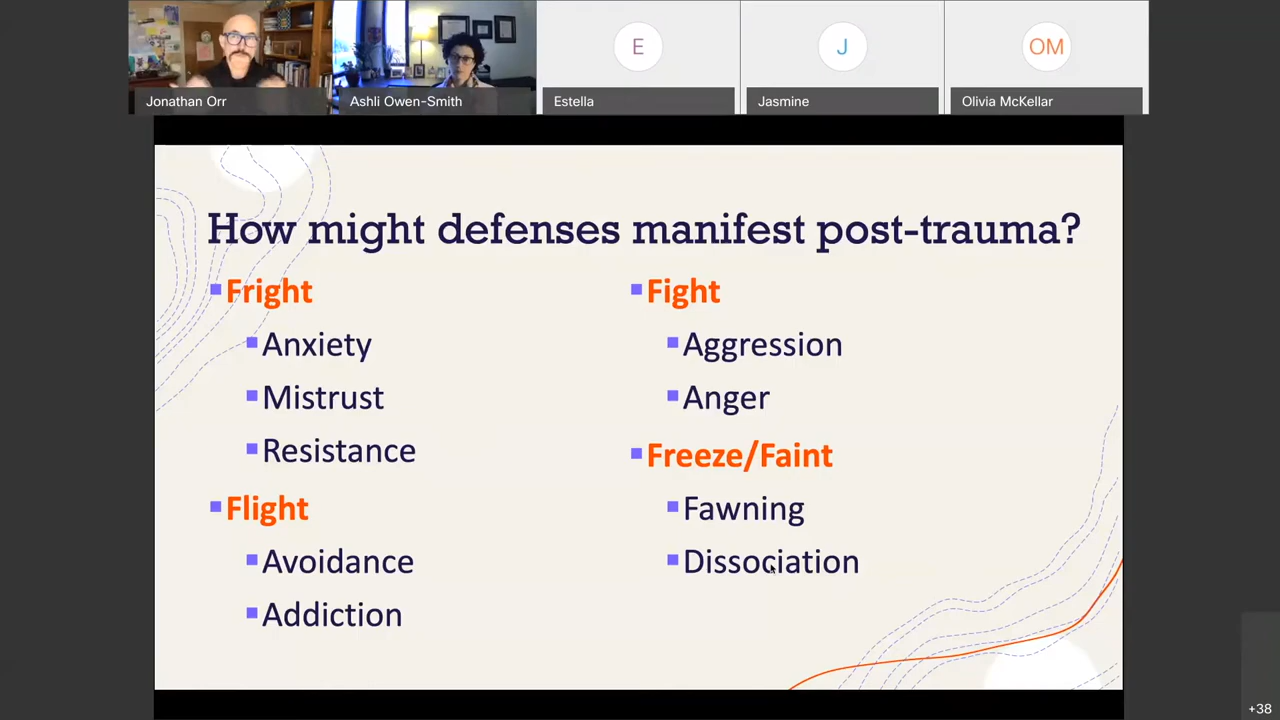 E
J
OM
Jonathan Orr
Ashli Owen-Smith
Estella
Jasmine
Olivia McKellar
How might defenses manifest post-trauma?
Fright
Anxiety
Mistrust
Resistance
Flight
Avoidance
Addiction
Fight
Aggression
Anger
Freeze/Faint
Fawning
Dissociation
+38